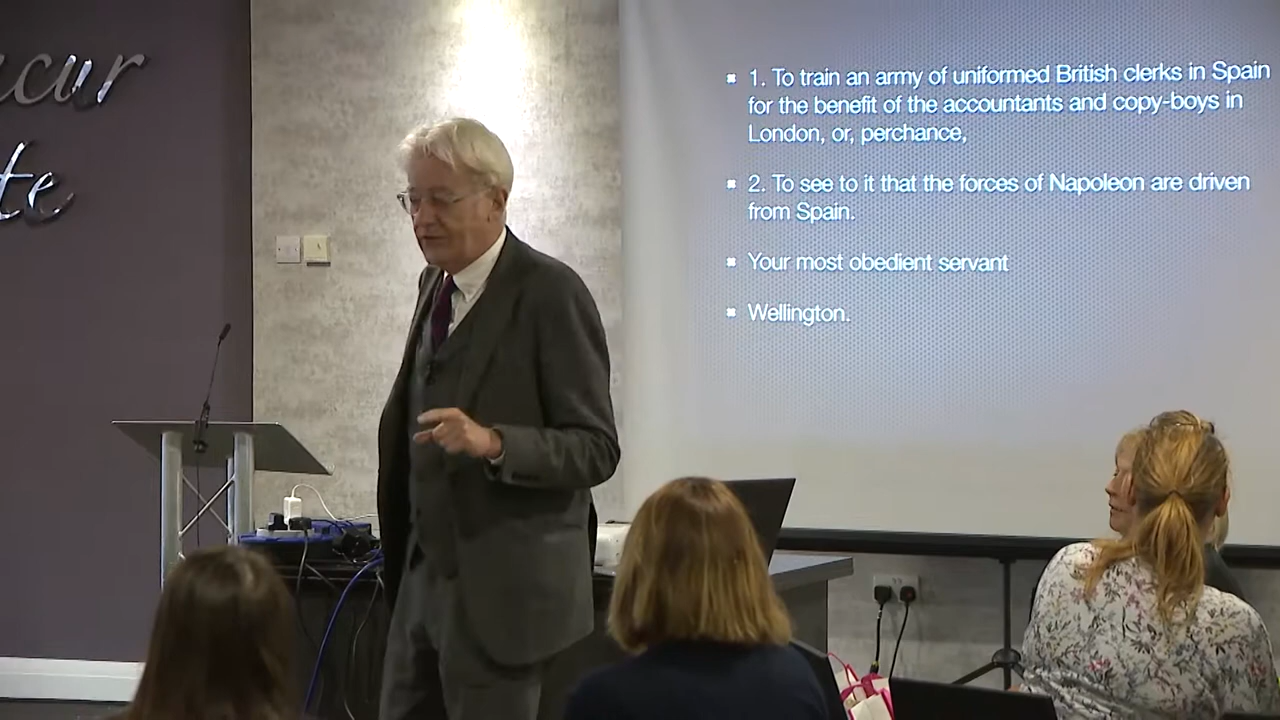 1. To train an army of uniformed British clerks in Spain
for the benefit of the accountants and copy-boys in
London, or, perchance,
2. To see to it that the forces of Napoleon are driven
from Spain.
Your most obedient servant
Wellington.